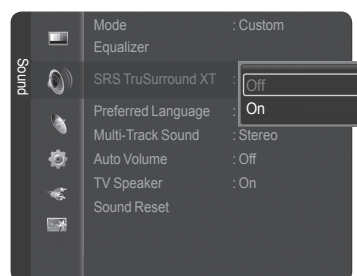 Sound
Mode : Custom
Equalizer
SRS TruSurround XT :
Off
On
Preferred Language :
Multi-Track Sound : Stereo
Auto Volume : Off
TV Speaker : On
Sound Reset